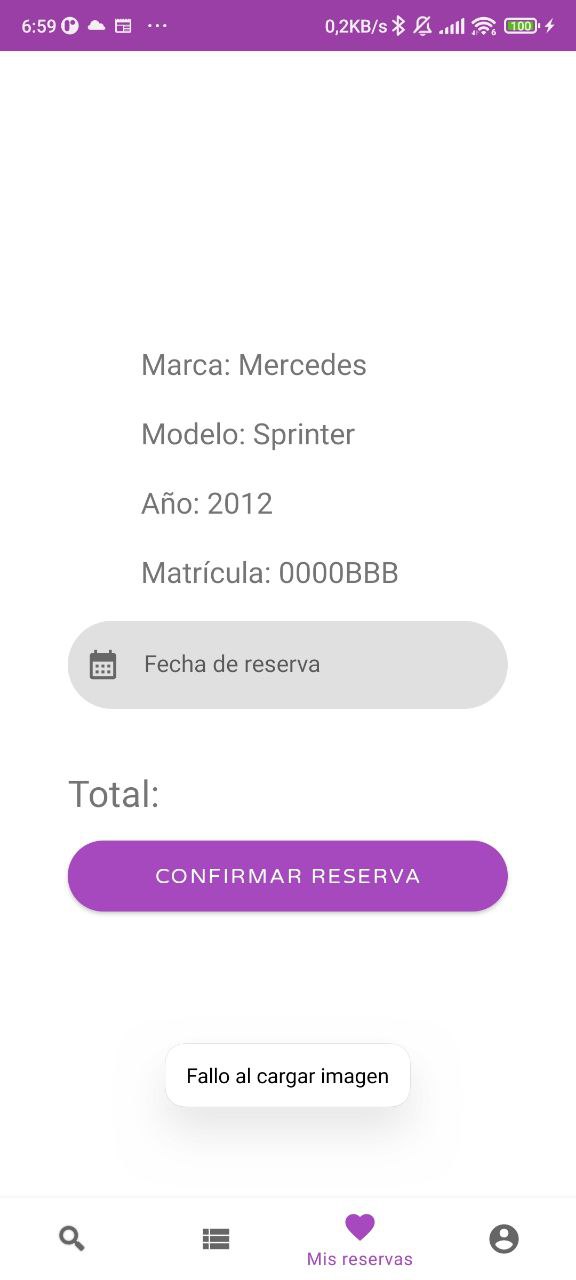 6:59 ... 0,2KB/s 6 100
Marca: Mercedes
Modelo: Sprinter
Año: 2012
Matrícula: 0000BBB
Fecha de reserva
Total:
CONFIRMAR RESERVA
Fallo al cargar imagen
Mis reservas